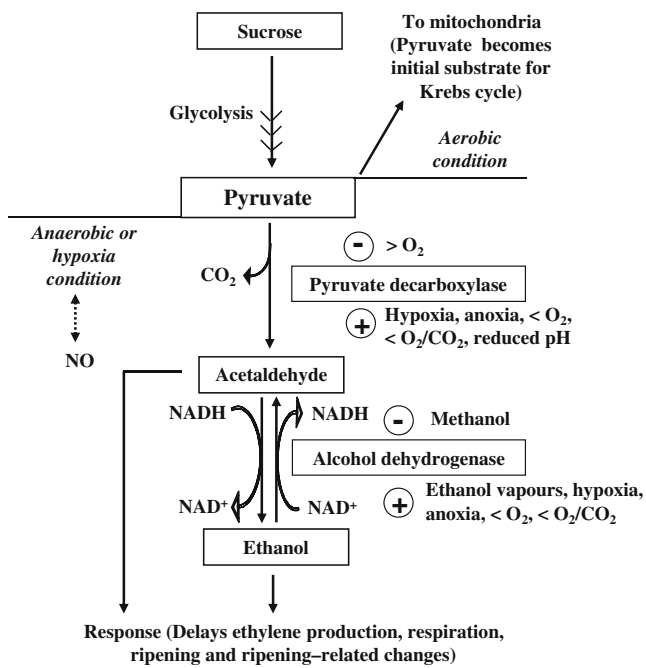 Sucrose
To mitochondria
(Pyruvate becomes
initial substrate for
Krebs cycle)
Glycolysis
Aerobic
condition
Pyruvate
Anaerobic or
hypoxia
condition
NO
CO₂
- > O₂
Pyruvate decarboxylase
+ Hypoxia, anoxia, < O₂,
< O₂/CO₂, reduced pH
Acetaldehyde
NADH
NADH
- Methanol
Alcohol dehydrogenase
NAD⁺
NAD⁺
+ Ethanol vapours, hypoxia,
anoxia, < O₂, < O₂/CO₂
Ethanol
Response (Delays ethylene production, respiration,
ripening and ripening–related changes)